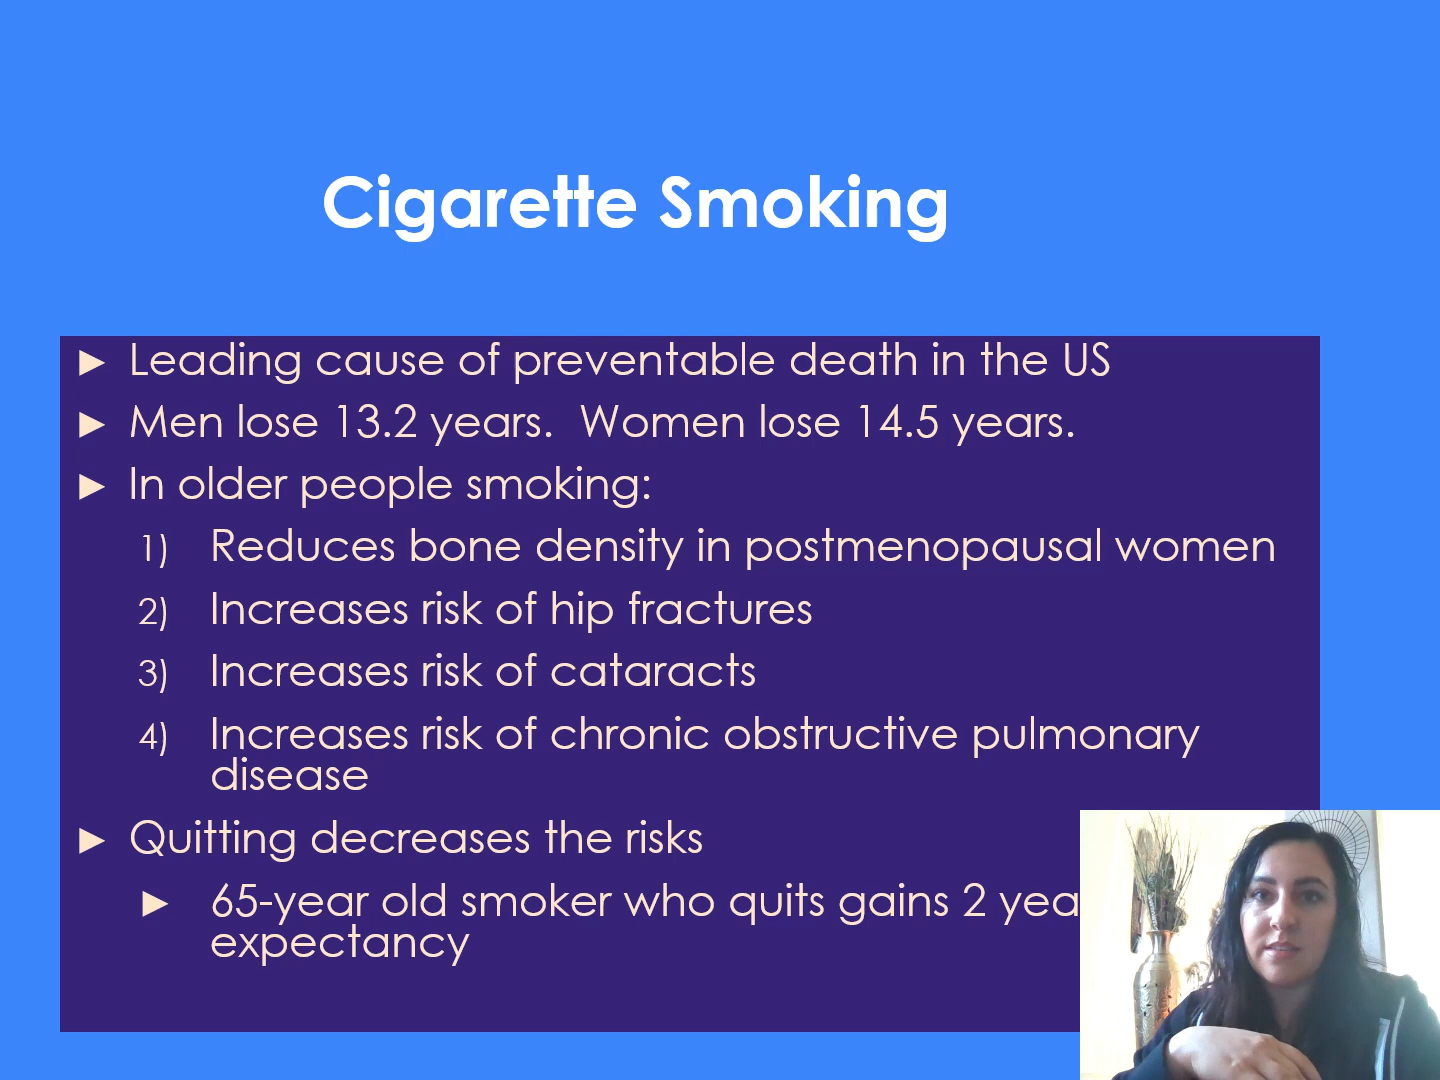 Cigarette Smoking
► Leading cause of preventable death in the US
► Men lose 13.2 years.  Women lose 14.5 years.
► In older people smoking:
1) Reduces bone density in postmenopausal women
2) Increases risk of hip fractures
3) Increases risk of cataracts
4) Increases risk of chronic obstructive pulmonary
disease
► Quitting decreases the risks
► 65-year old smoker who quits gains 2
expectancy